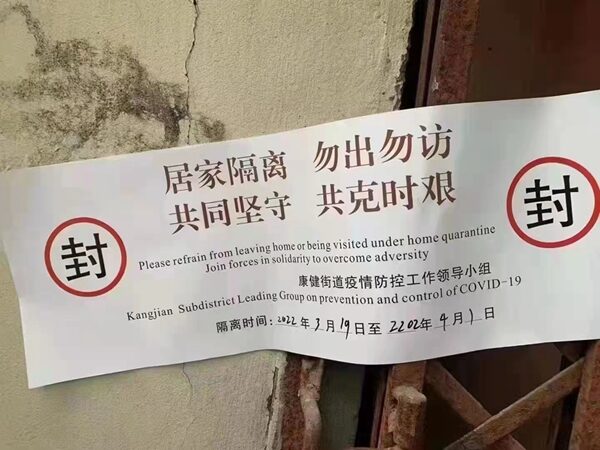 居家隔离 勿出勿访
共同坚守 共克时艰
封
封
Please refrain from leaving home or being visited under home quarantine
Join forces in solidarity to overcome adversity
康健街道疫情防控工作领导小组
Kangjian Subdistrict Leading Group on prevention and control of COVID-19
隔离时间：2022年3月19日至2202年4月1日